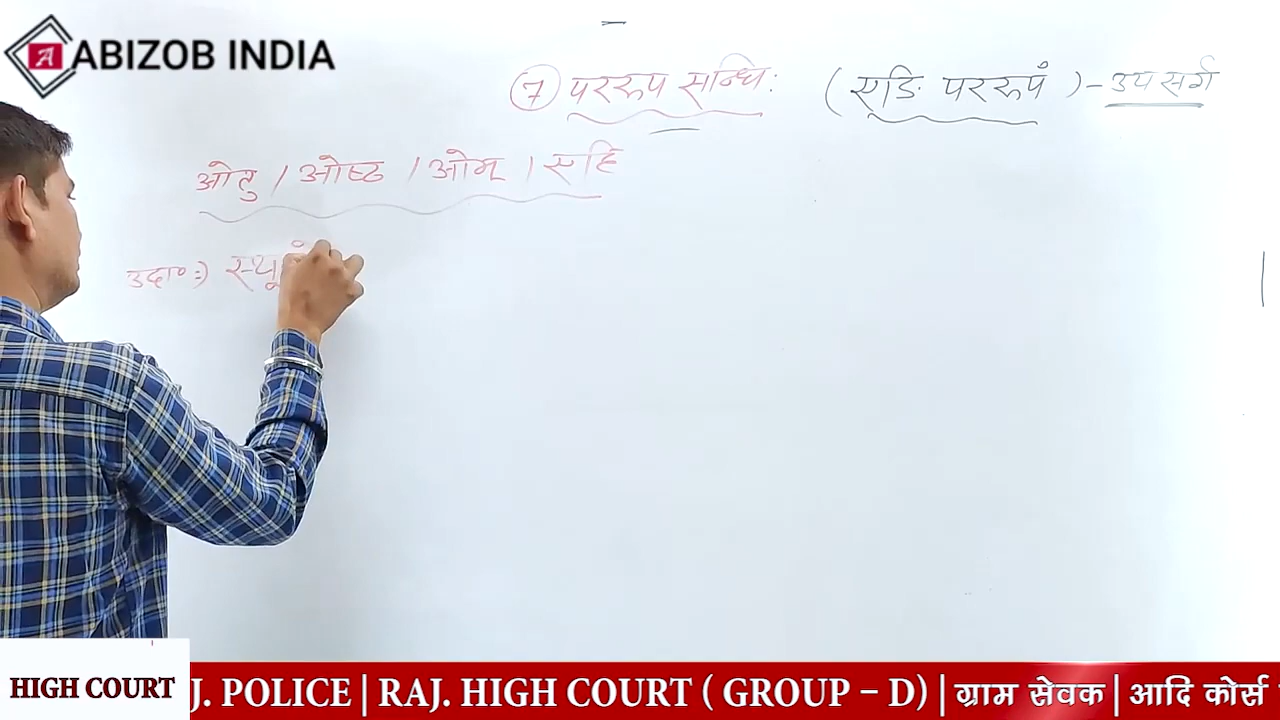 ABIZOB INDIA
A
7 पररुप सन्धि: (एङि पररुपं) - उपसर्ग
ओतु / ओष्ठ / ओम् / एहि
उदा० :)
HIGH COURT
J. POLICE | RAJ. HIGH COURT ( GROUP – D) | ग्राम सेवक | आदि कोर्स